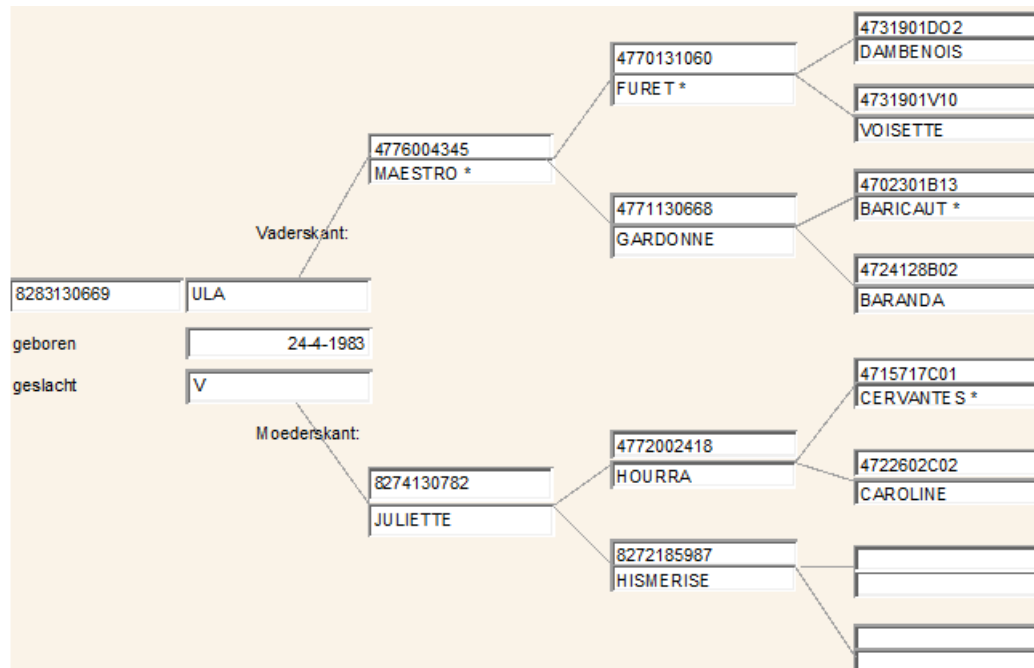 4731901DO2
DAMBENOIS
4770131060
FURET *
4731901V10
VOISETTE
4776004345
MAESTRO *
4702301B13
BARICAUT *
4771130668
GARDONNE
Vaderskant:
4724128B02
BARANDA
8283130669 ULA
geboren 24-4-1983
geslacht V
4715717C01
CERVANTES *
Moederskant:
4772002418
HOURRA
4722602C02
CAROLINE
8274130782
JULIETTE
8272185987
HISMERISE